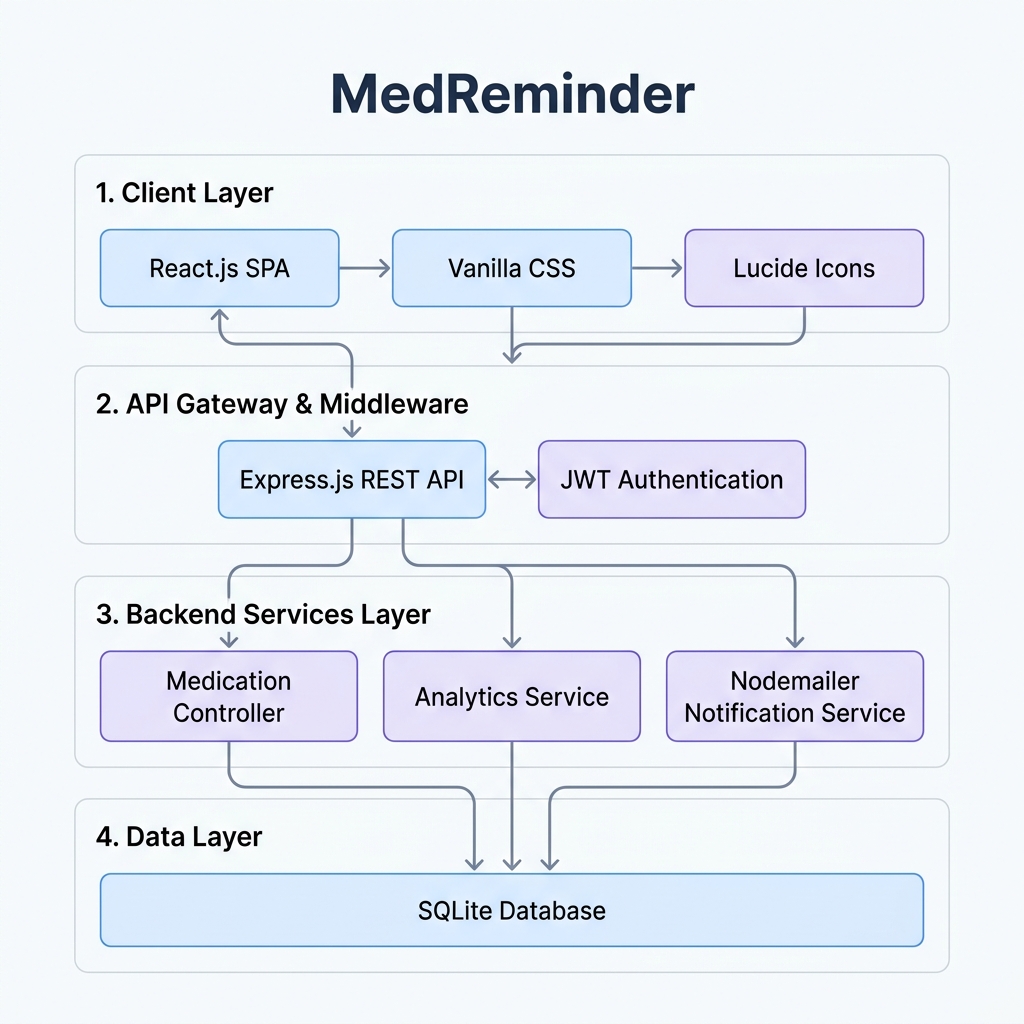 MedReminder
1. Client Layer
React.js SPA
Vanilla CSS
Lucide Icons
2. API Gateway & Middleware
Express.js REST API
JWT Authentication
3. Backend Services Layer
Medication
Controller
Analytics Service
Nodemailer
Notification Service
4. Data Layer
SQLite Database